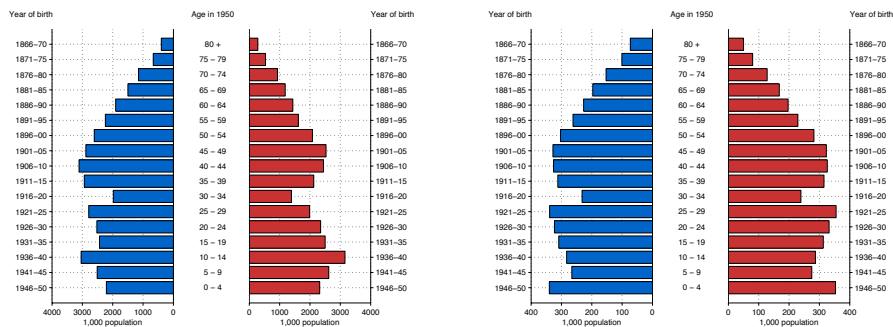 Year of birth Age in 1950 Year of birth Year of birth Age in 1950 Year of birth
1866–70 80 + 1866–70 1866–70 80 + 1866–70
1871–75 75 – 79 1871–75 1871–75 75 – 79 1871–75
1876–80 70 – 74 1876–80 1876–80 70 – 74 1876–80
1881–85 65 – 69 1881–85 1881–85 65 – 69 1881–85
1886–90 60 – 64 1886–90 1886–90 60 – 64 1886–90
1891–95 55 – 59 1891–95 1891–95 55 – 59 1891–95
1896–00 50 – 54 1896–00 1896–00 50 – 54 1896–00
1901–05 45 – 49 1901–05 1901–05 45 – 49 1901–05
1906–10 40 – 44 1906–10 1906–10 40 – 44 1906–10
1911–15 35 – 39 1911–15 1911–15 35 – 39 1911–15
1916–20 30 – 34 1916–20 1916–20 30 – 34 1916–20
1921–25 25 – 29 1921–25 1921–25 25 – 29 1921–25
1926–30 20 – 24 1926–30 1926–30 20 – 24 1926–30
1931–35 15 – 19 1931–35 1931–35 15 – 19 1931–35
1936–40 10 – 14 1936–40 1936–40 10 – 14 1936–40
1941–45 5 – 9 1941–45 1941–45 5 – 9 1941–45
1946–50 0 – 4 1946–50 1946–50 0 – 4 1946–50
4000 3000 2000 1000 0 0 1000 2000 3000 4000 400 300 200 100 0 0 100 200 300 400
1,000 population 1,000 population 1,000 population 1,000 population